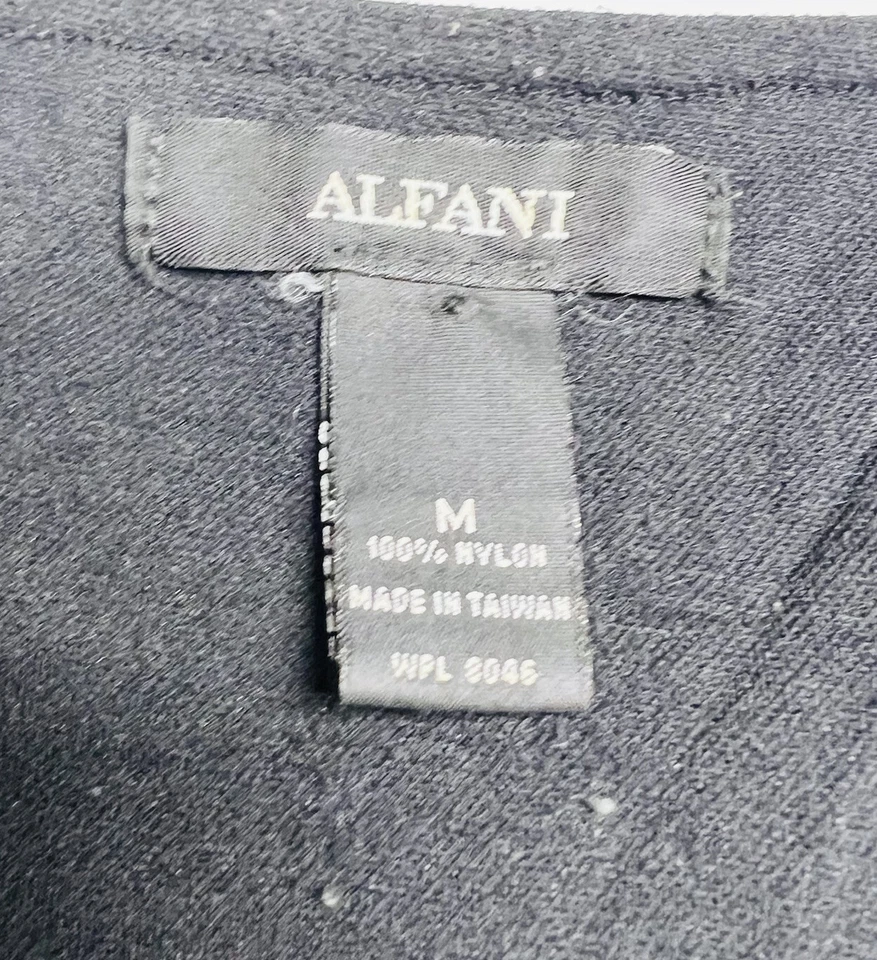 ALFANI
M
100% NYLON
MADE IN TAIWAN
WPL 8046